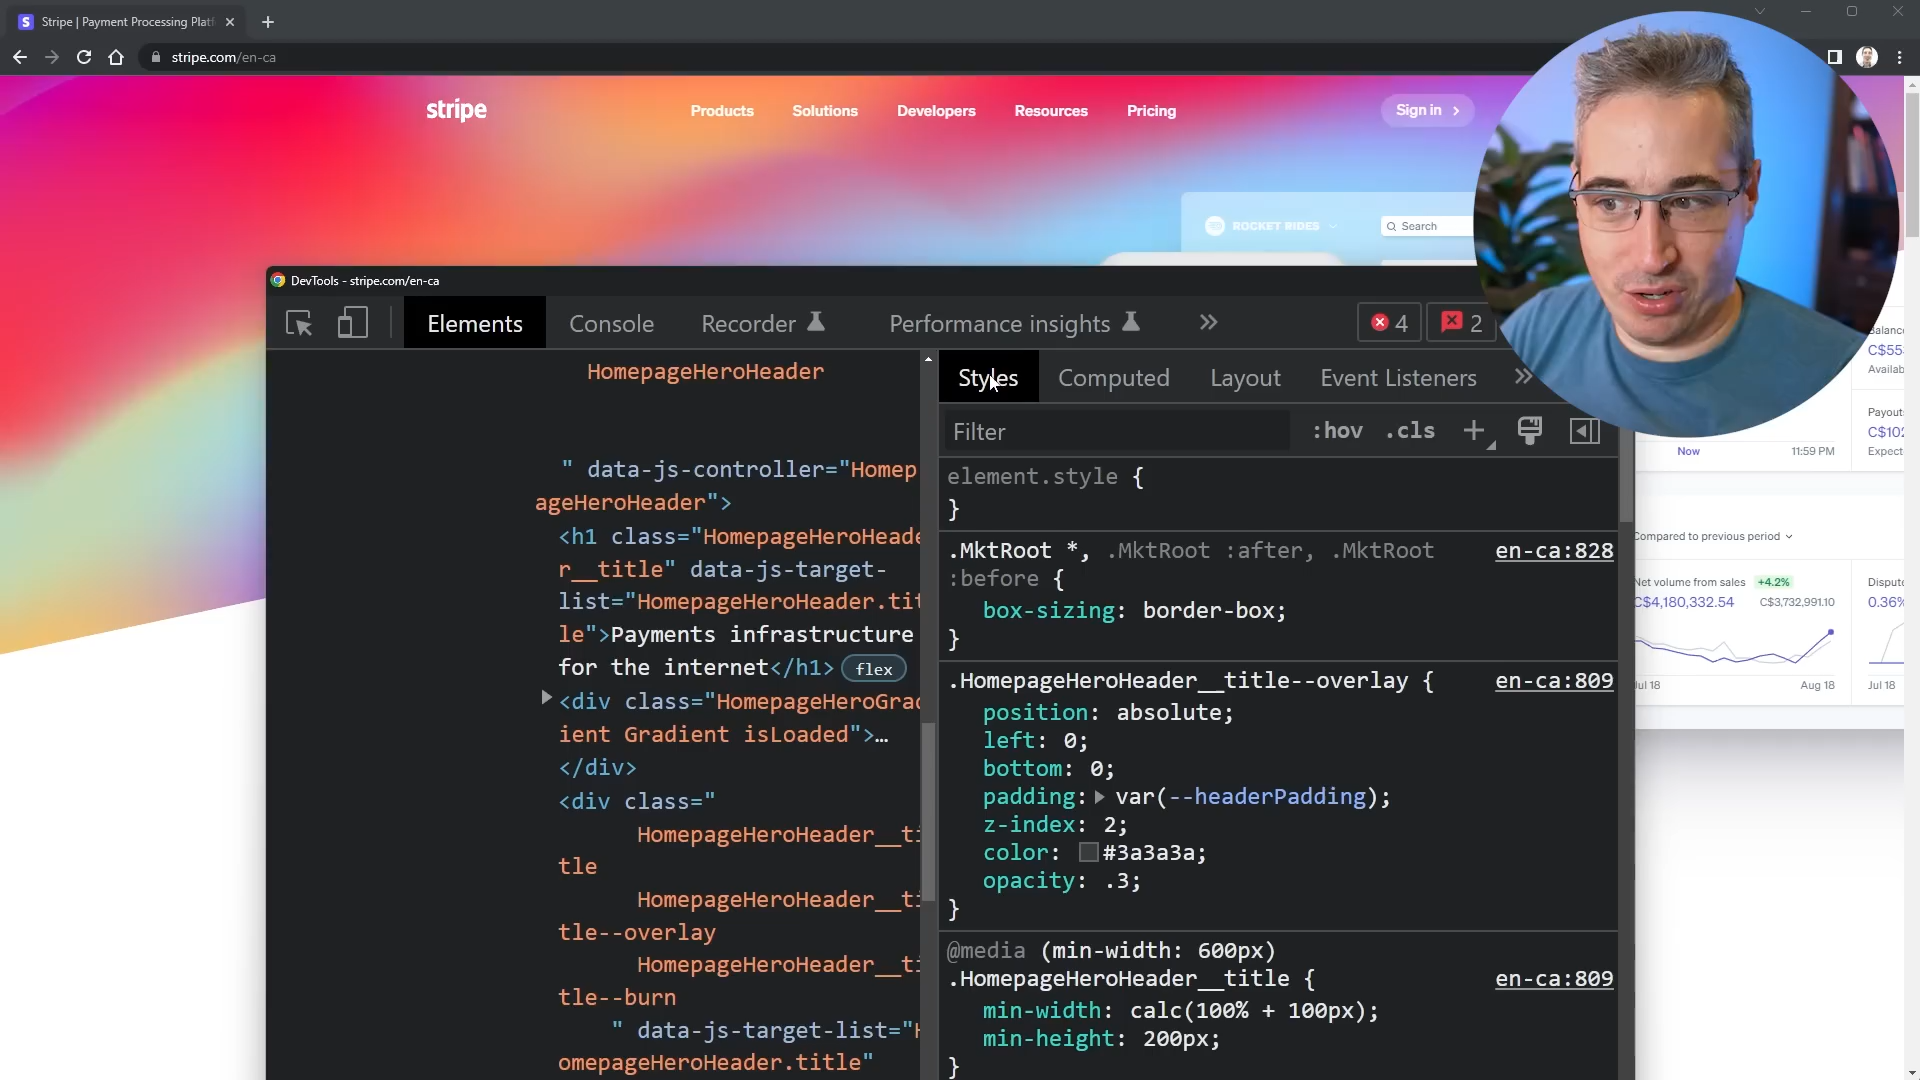 Stripe | Payment Processing Platf
stripe.com/en-ca
stripe
Products
Solutions
Developers
Resources
Pricing
Sign in
ROCKET RIDES
Search
DevTools - stripe.com/en-ca
Elements
Console
Recorder
Performance insights
4
2
HomepageHeroHeader
" data-js-controller="Homep
ageHeroHeader">
<h1 class="HomepageHeroHeade
r__title" data-js-target-
list="HomepageHeroHeader.tit
le">Payments infrastructure
for the internet</h1> flex
<div class="HomepageHeroGrad
ient Gradient isLoaded">…
</div>
<div class="
HomepageHeroHeader__ti
tle
HomepageHeroHeader__ti
tle--overlay
HomepageHeroHeader__ti
tle--burn
" data-js-target-list="H
omepageHeroHeader.title"
Styles
Computed
Layout
Event Listeners
Filter
:hov
.cls
element.style {
}
.MktRoot *, .MktRoot :after, .MktRoot en-ca:828
:before {
box-sizing: border-box;
}
.HomepageHeroHeader__title--overlay { en-ca:809
position: absolute;
left: 0;
bottom: 0;
padding: var(--headerPadding);
z-index: 2;
color: #3a3a3a;
opacity: .3;
}
@media (min-width: 600px)
.HomepageHeroHeader__title { en-ca:809
min-width: calc(100% + 100px);
min-height: 200px;
}
Balance
C$553
Availab
Payout
C$102
Expect
Now
11:59 PM
Compared to previous period
Net volume from sales +4.2%
C$4,180,332.54 C$3,732,991.10
Jul 18
Aug 18
Dispute
0.36%
Jul 18